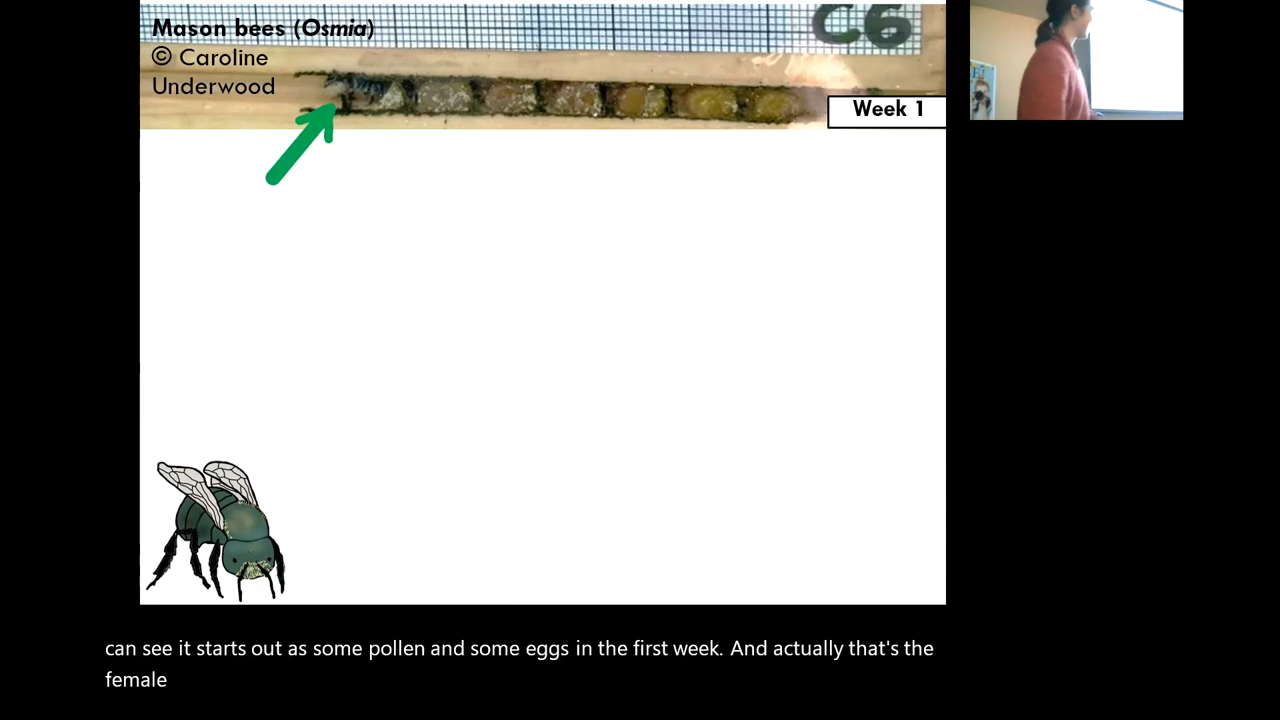 Mason bees (Osmia)
© Caroline
Underwood
C6
Week 1
can see it starts out as some pollen and some eggs in the first week. And actually that's the
female